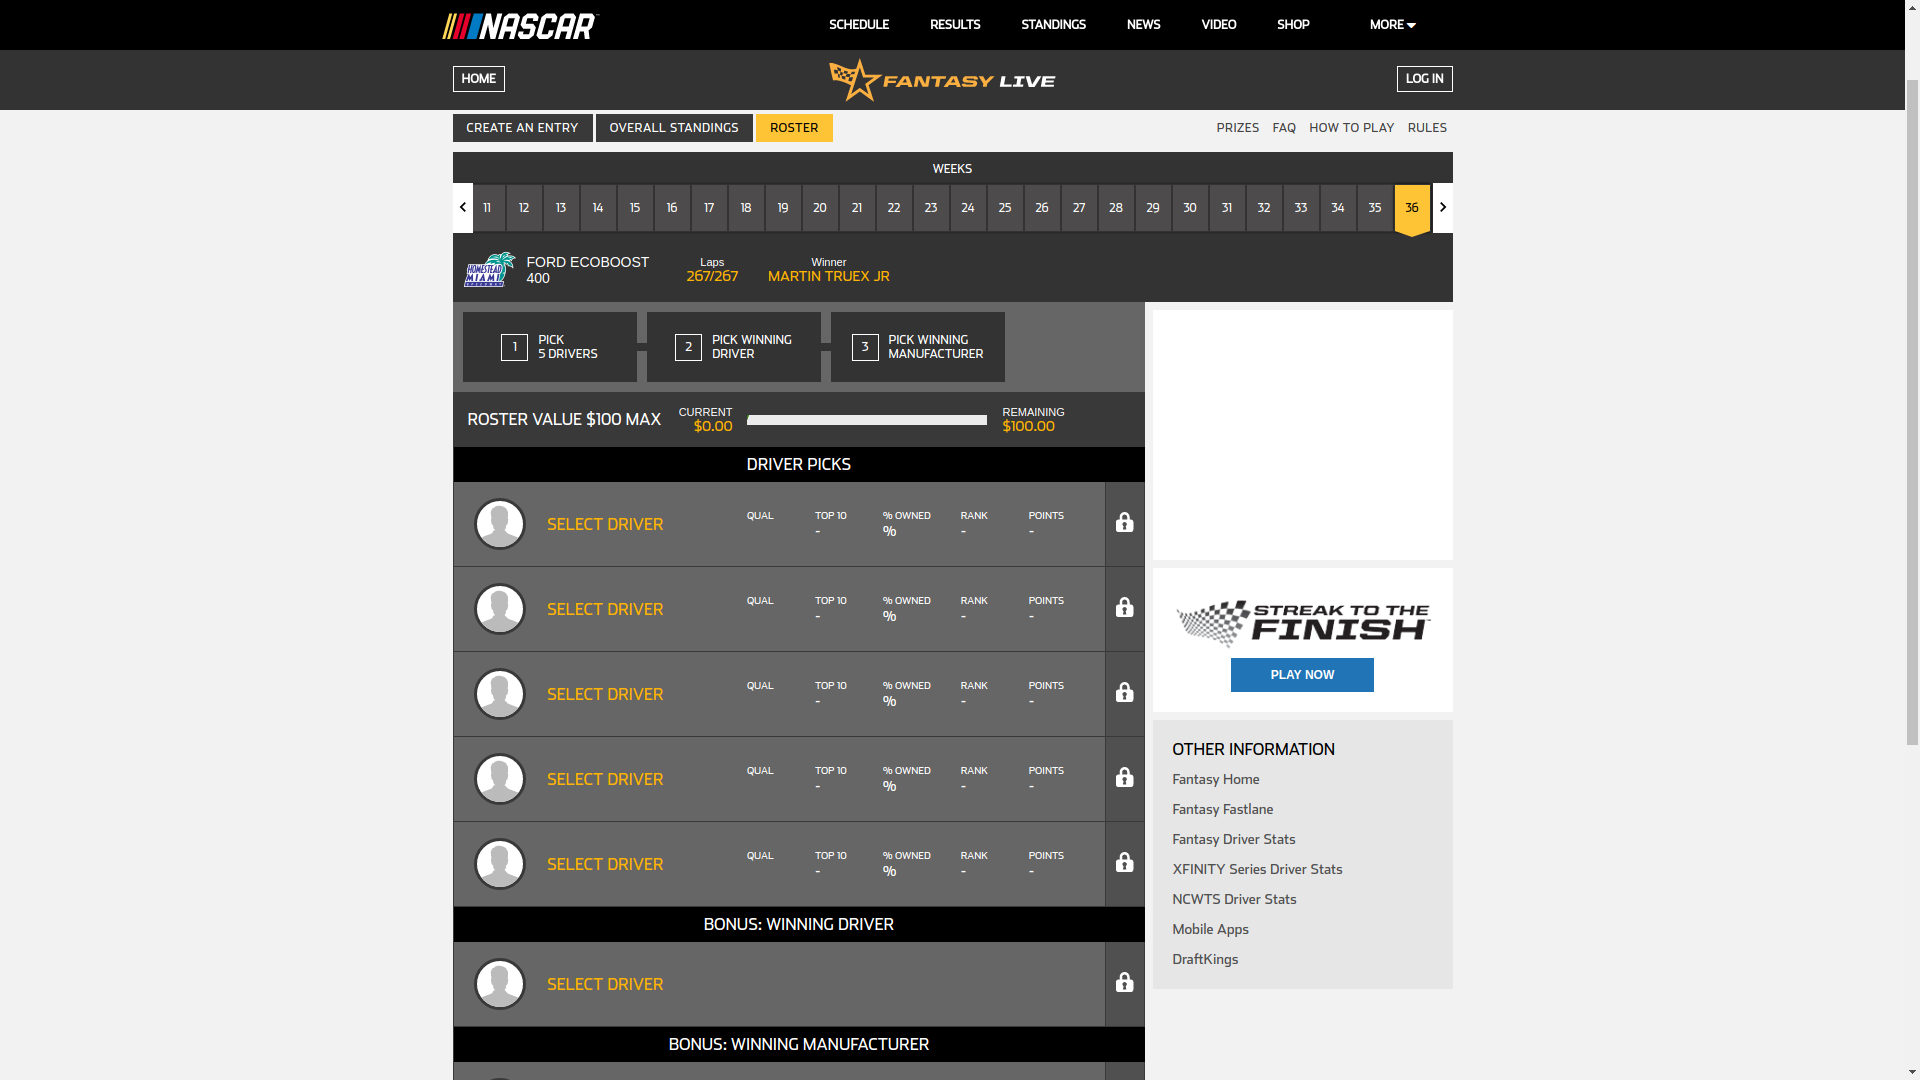 NASCAR
SCHEDULE RESULTS STANDINGS NEWS VIDEO SHOP MORE
HOME
FANTASY LIVE
LOG IN
CREATE AN ENTRY OVERALL STANDINGS ROSTER
PRIZES FAQ HOW TO PLAY RULES
WEEKS
11 12 13 14 15 16 17 18 19 20 21 22 23 24 25 26 27 28 29 30 31 32 33 34 35 36
HOMESTEAD
MIAMI
SPEEDWAY
FORD ECOBOOST
400
Laps
267/267
Winner
MARTIN TRUEX JR
1 PICK
5 DRIVERS
2 PICK WINNING
DRIVER
3 PICK WINNING
MANUFACTURER
ROSTER VALUE $100 MAX
CURRENT
$0.00
REMAINING
$100.00
DRIVER PICKS
SELECT DRIVER
QUAL TOP 10 % OWNED RANK POINTS
- % - -
SELECT DRIVER
QUAL TOP 10 % OWNED RANK POINTS
- % - -
SELECT DRIVER
QUAL TOP 10 % OWNED RANK POINTS
- % - -
SELECT DRIVER
QUAL TOP 10 % OWNED RANK POINTS
- % - -
SELECT DRIVER
QUAL TOP 10 % OWNED RANK POINTS
- % - -
BONUS: WINNING DRIVER
SELECT DRIVER
BONUS: WINNING MANUFACTURER
STREAK TO THE
FINISH
PLAY NOW
OTHER INFORMATION
Fantasy Home
Fantasy Fastlane
Fantasy Driver Stats
XFINITY Series Driver Stats
NCWTS Driver Stats
Mobile Apps
DraftKings